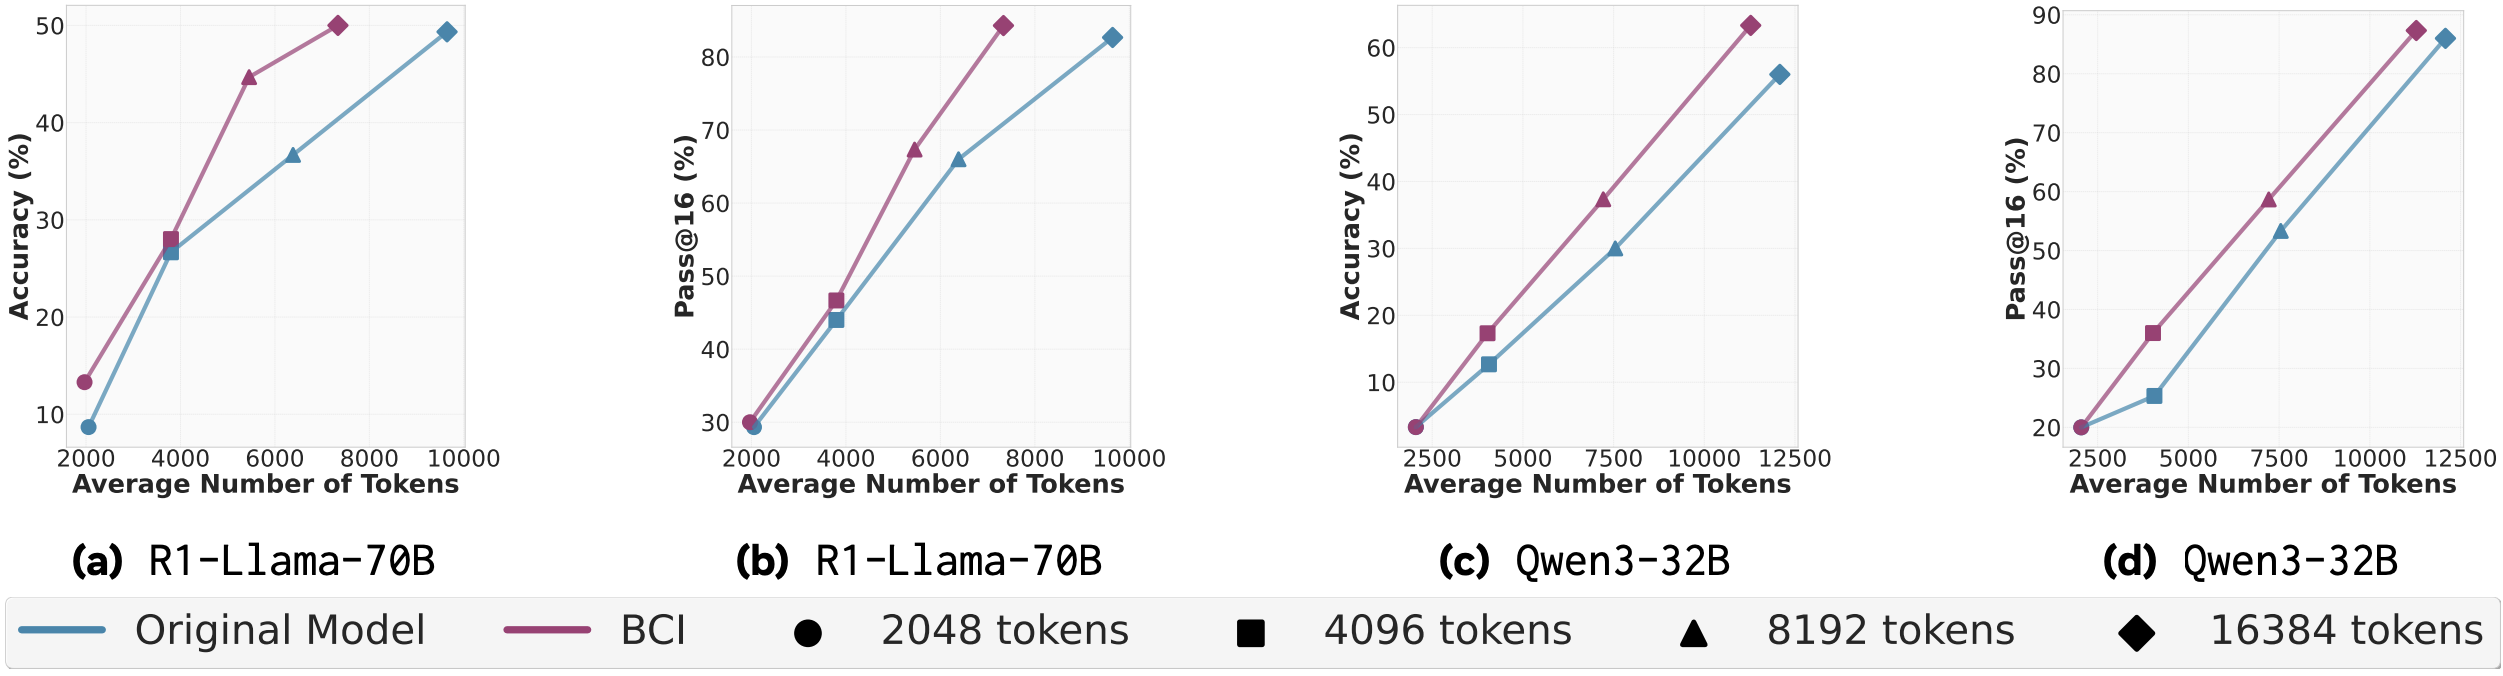 Accuracy (%)
50
40
30
20
10
2000 4000 6000 8000 10000
Average Number of Tokens
(a) R1-Llama-70B
Pass@16 (%)
80
70
60
50
40
30
2000 4000 6000 8000 10000
Average Number of Tokens
(b) R1-Llama-70B
Accuracy (%)
60
50
40
30
20
10
2500 5000 7500 10000 12500
Average Number of Tokens
(c) Qwen3-32B
Pass@16 (%)
90
80
70
60
50
40
30
20
2500 5000 7500 10000 12500
Average Number of Tokens
(d) Qwen3-32B
Original Model BCI 2048 tokens 4096 tokens 8192 tokens 16384 tokens